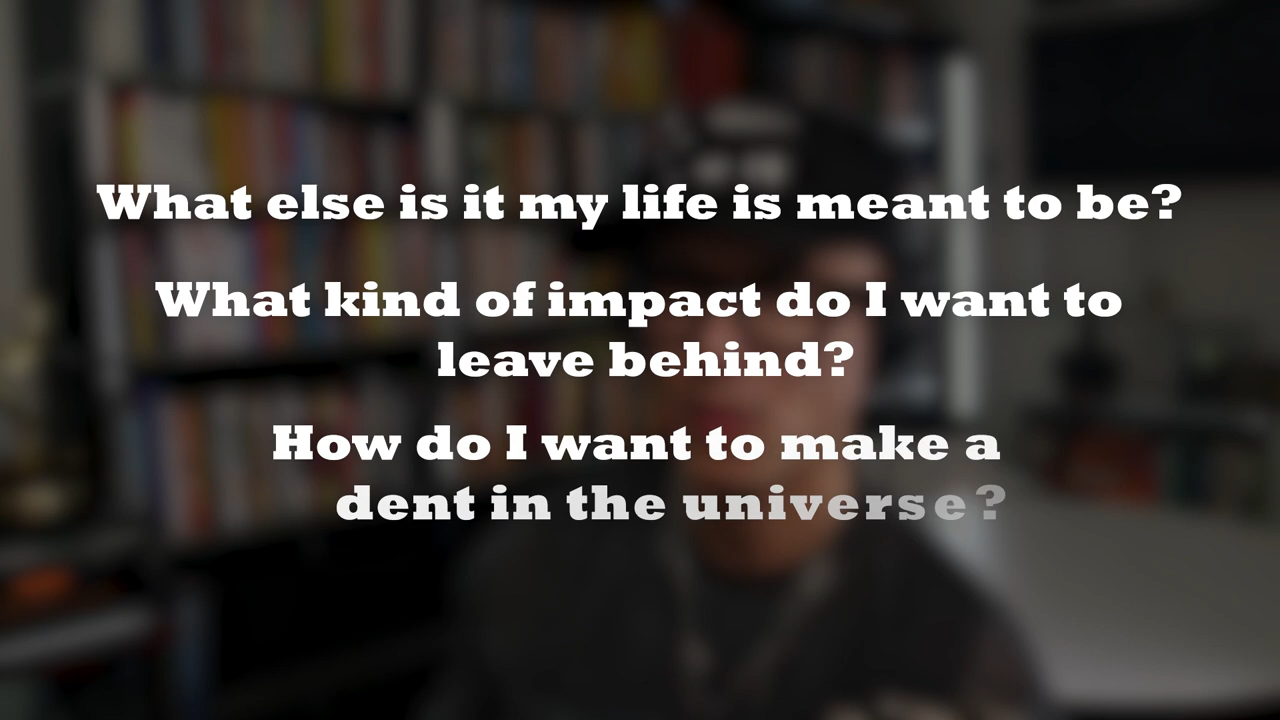 What else is it my life is meant to be?
What kind of impact do I want to
leave behind?
How do I want to make a
dent in the universe?